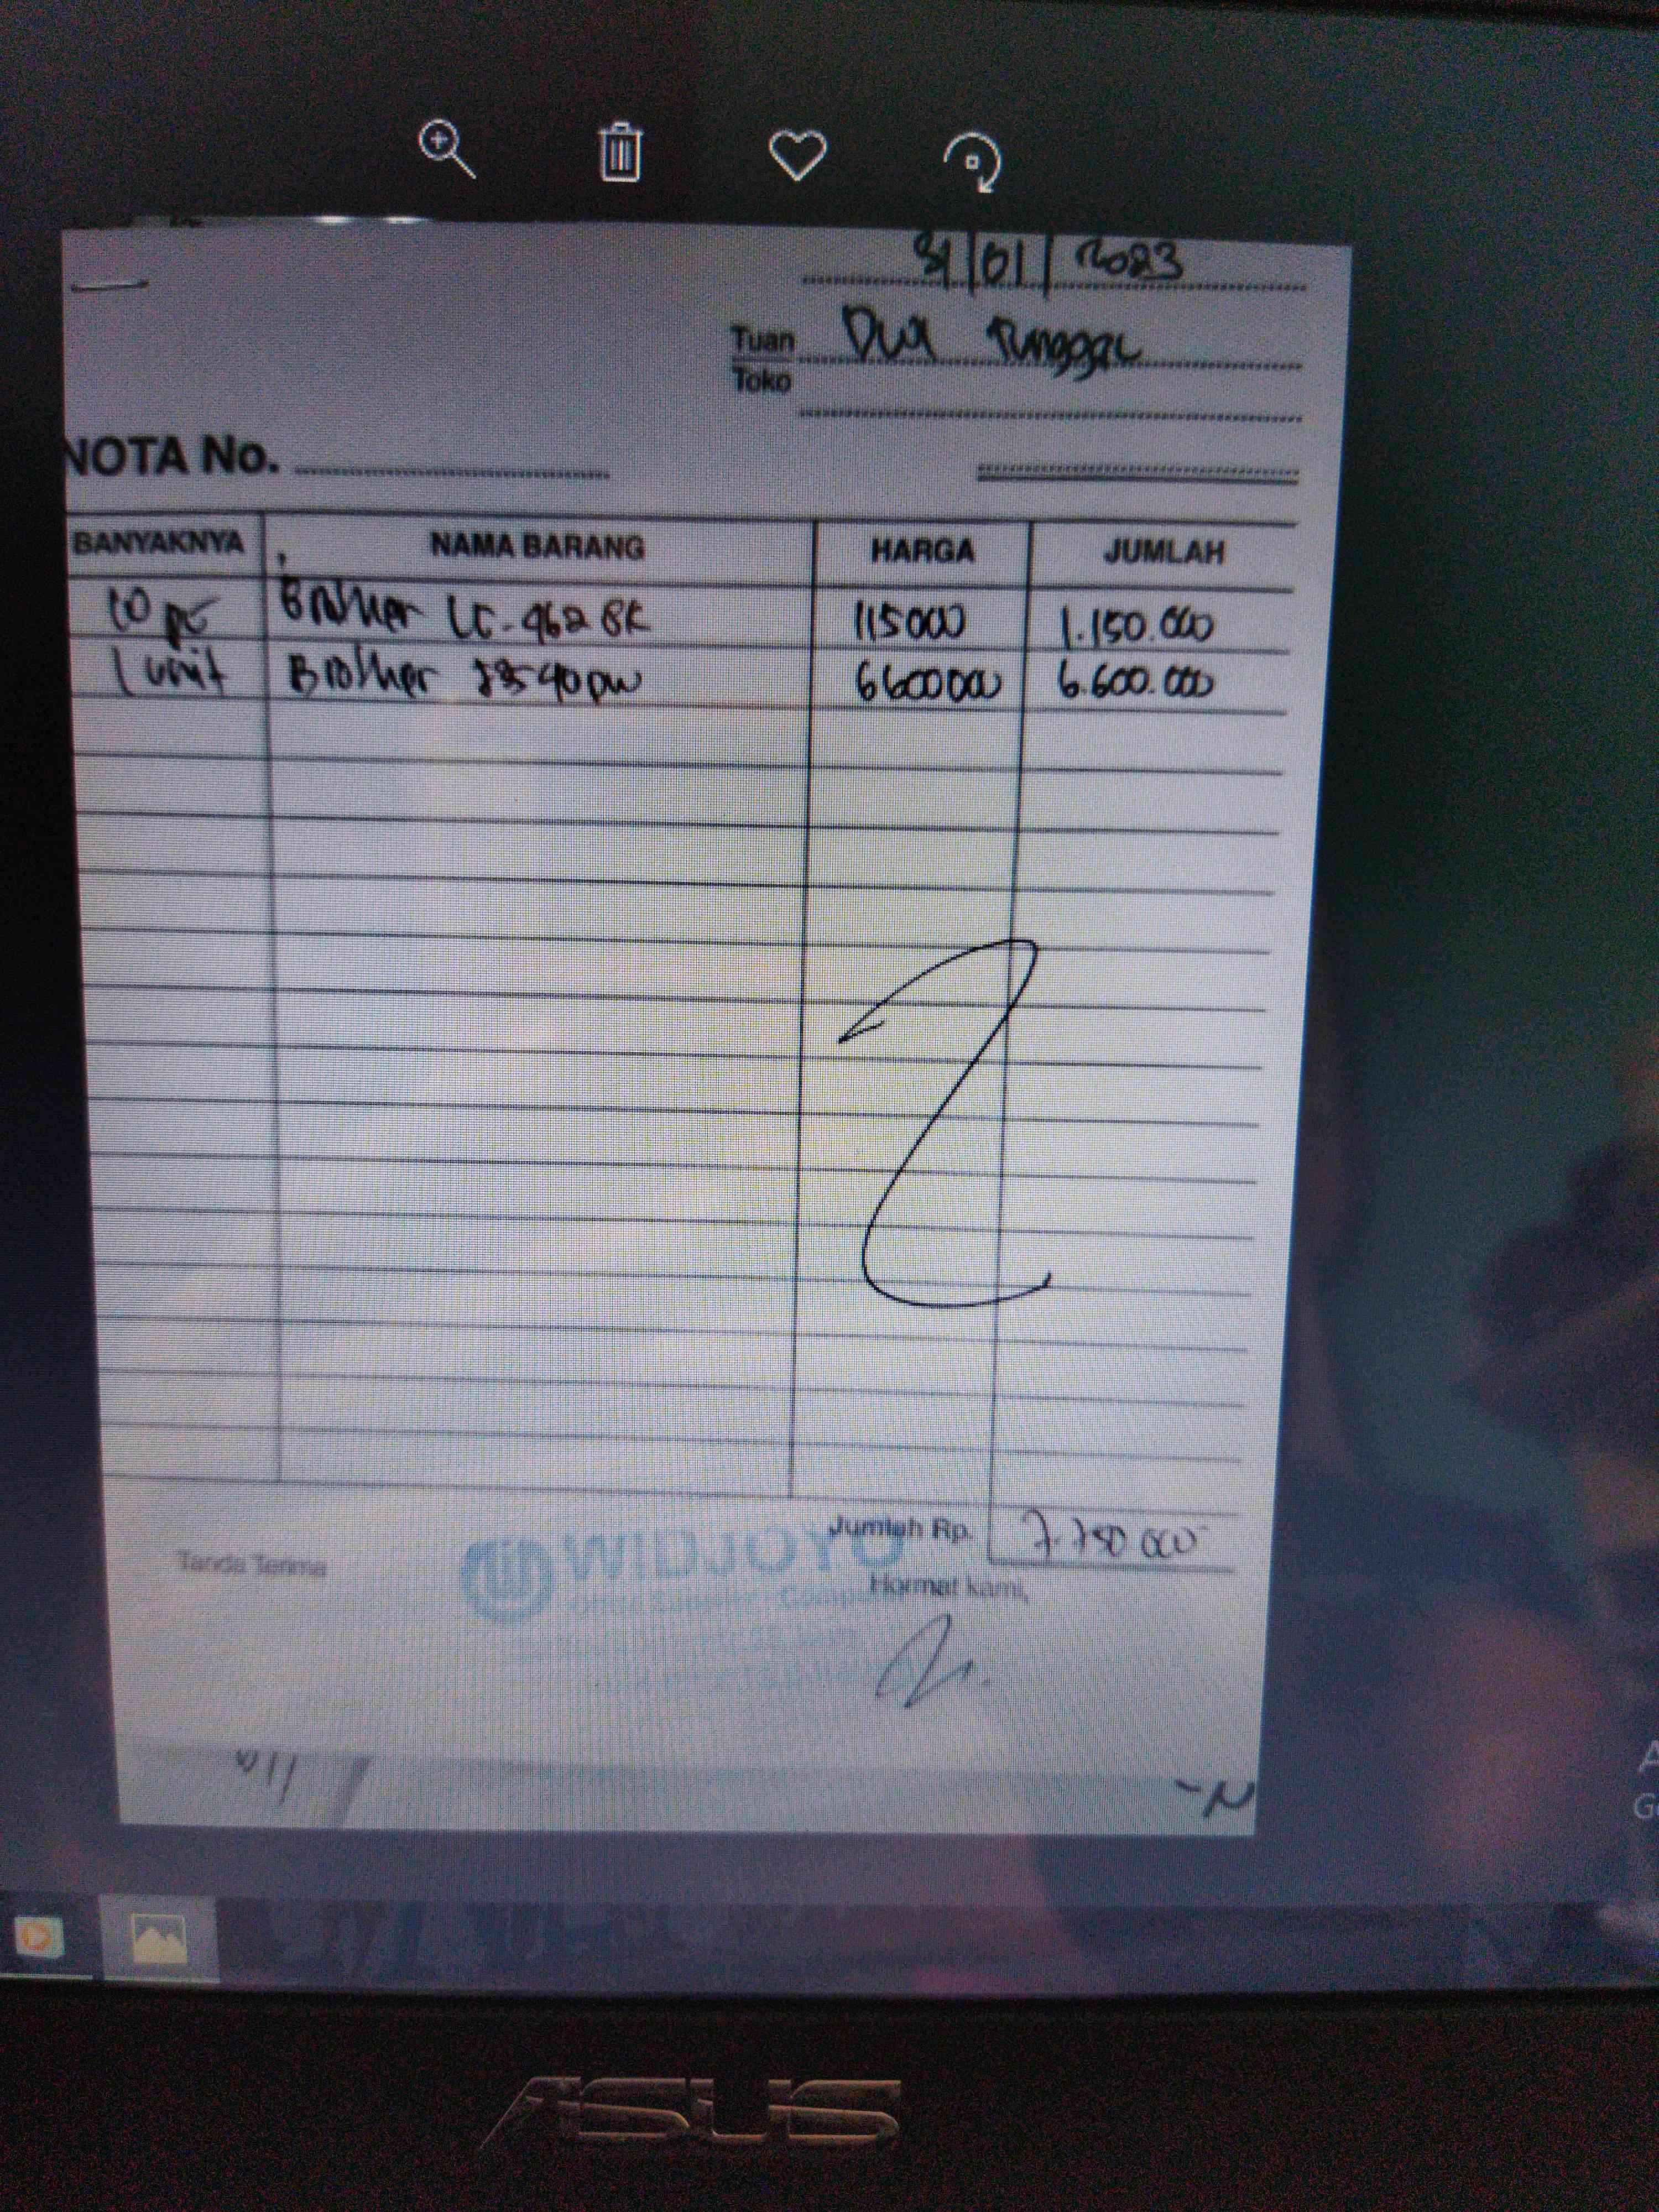 31/01/2023
Tuan Dua Tunggal
Toko
NOTA No.
BANYAKNYA NAMA BARANG HARGA JUMLAH
10 pc Brother LC-462 BK 115000 1.150.000
1 unit Brother J3540DW 6600000 6.600.000
Jumlah Rp. 7.750.000
Tanda Terima WIDJOYO
Hormat kami,
ASUS